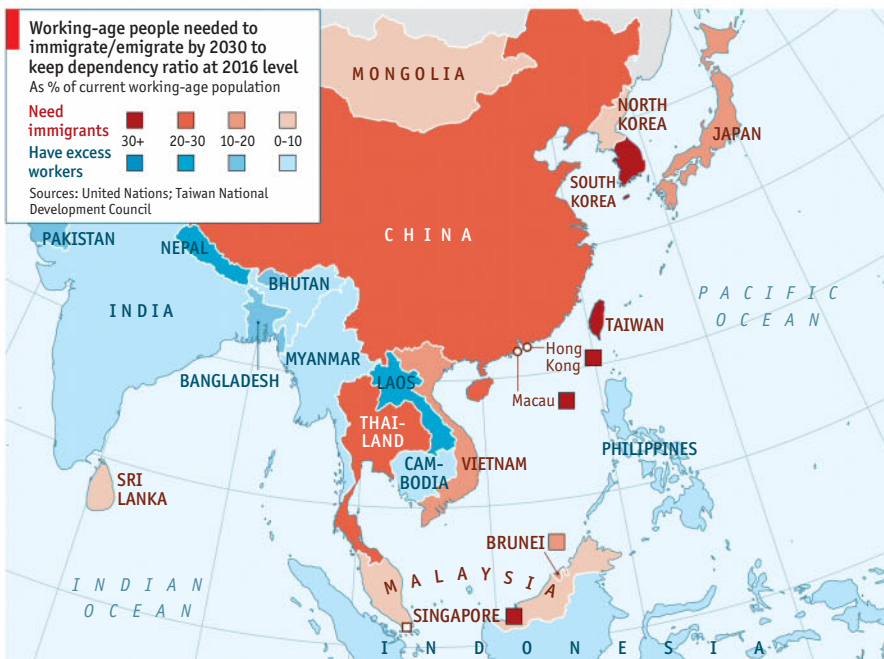 Working-age people needed to
immigrate/emigrate by 2030 to
keep dependency ratio at 2016 level
As % of current working-age population
Need
immigrants
30+ 20-30 10-20 0-10
Have excess
workers
Sources: United Nations; Taiwan National
Development Council
MONGOLIA
NORTH
KOREA
JAPAN
SOUTH
KOREA
CHINA
PAKISTAN
NEPAL
BHUTAN
INDIA
PACIFIC
OCEAN
TAIWAN
Hong
Kong
MYANMAR
BANGLADESH
LAOS
Macau
THAI-
LAND
PHILIPPINES
CAM-
BODIA
VIETNAM
SRI
LANKA
BRUNEI
MALAYSIA
INDIAN
OCEAN
SINGAPORE
INDONESIA